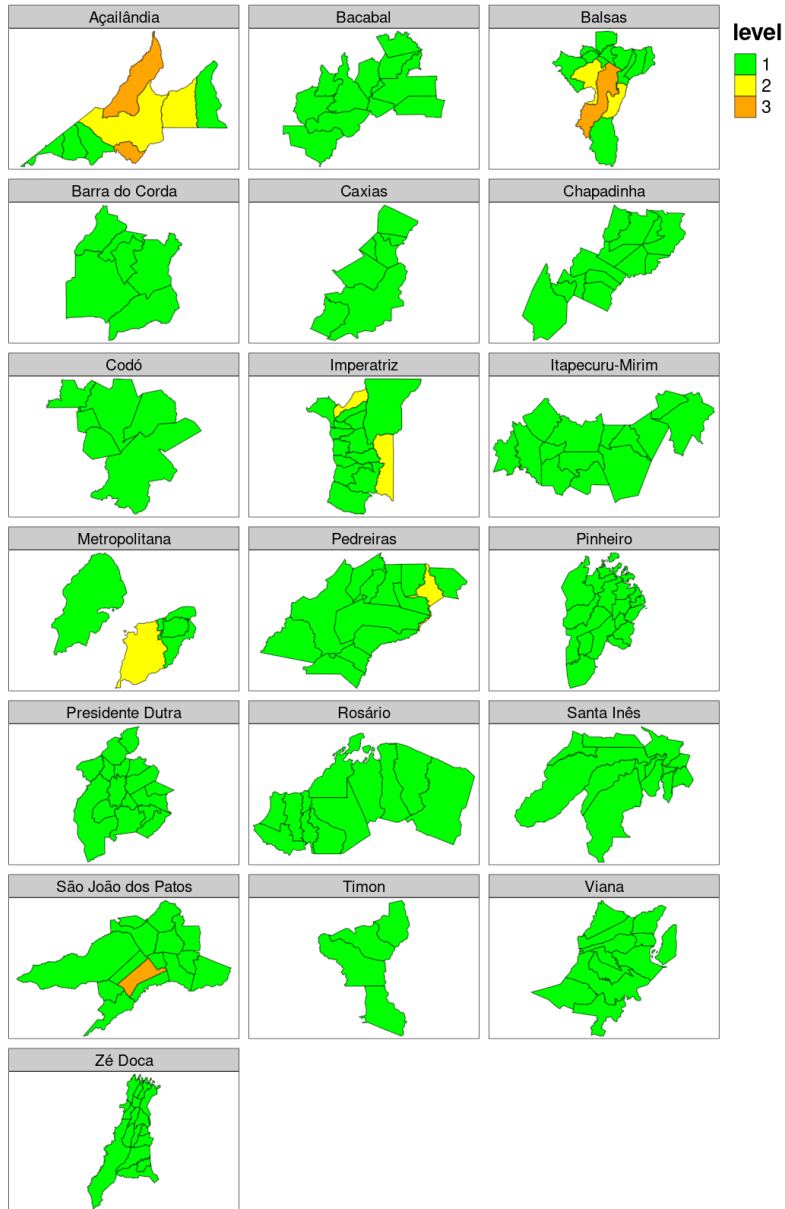 Açailândia
Bacabal
Balsas
level
1
2
3
Barra do Corda
Caxias
Chapadinha
Codó
Imperatriz
Itapecuru-Mirim
Metropolitana
Pedreiras
Pinheiro
Presidente Dutra
Rosário
Santa Inês
São João dos Patos
Timon
Viana
Zé Doca